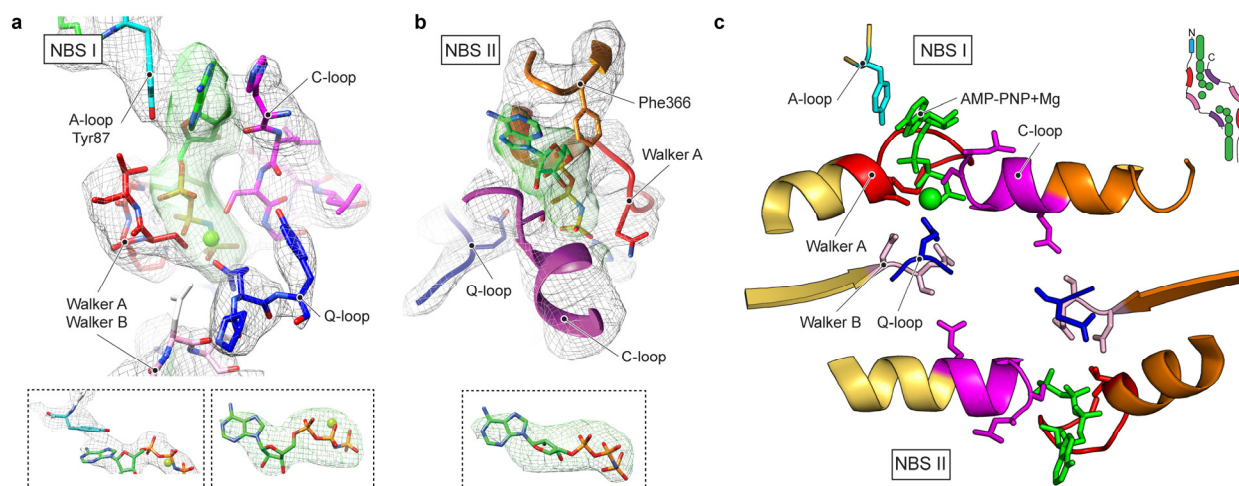 a
NBS I
C-loop
A-loop
Tyr87
Walker A
Walker B
Q-loop
b
NBS II
Phe366
Walker A
Q-loop
C-loop
c
NBS I
A-loop
AMP-PNP+Mg
C-loop
Walker A
Walker B
Q-loop
NBS II
N
C